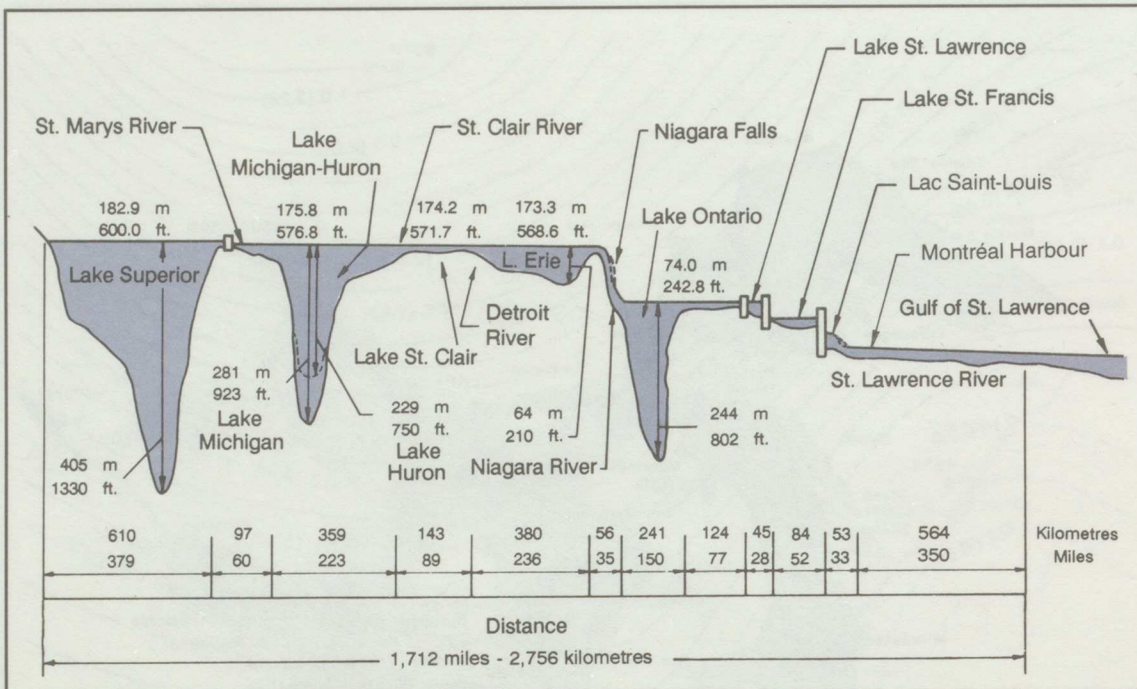 Lake St. Lawrence
Lake St. Francis
St. Marys River
Lake
Michigan-Huron
St. Clair River
Niagara Falls
Lac Saint-Louis
182.9 m
600.0 ft.
175.8 m
576.8 ft.
174.2 m
571.7 ft.
173.3 m
568.6 ft.
Lake Ontario
Montréal Harbour
Lake Superior
L. Erie
74.0 m
242.8 ft.
Gulf of St. Lawrence
Detroit
River
Lake St. Clair
St. Lawrence River
281 m
923 ft.
Lake
Michigan
229 m
750 ft.
Lake
Huron
64 m
210 ft.
Niagara River
244 m
802 ft.
405 m
1330 ft.
610 97 359 143 380 56 241 124 45 84 53 564 Kilometres
379 60 223 89 236 35 150 77 28 52 33 350 Miles
Distance
1,712 miles - 2,756 kilometres